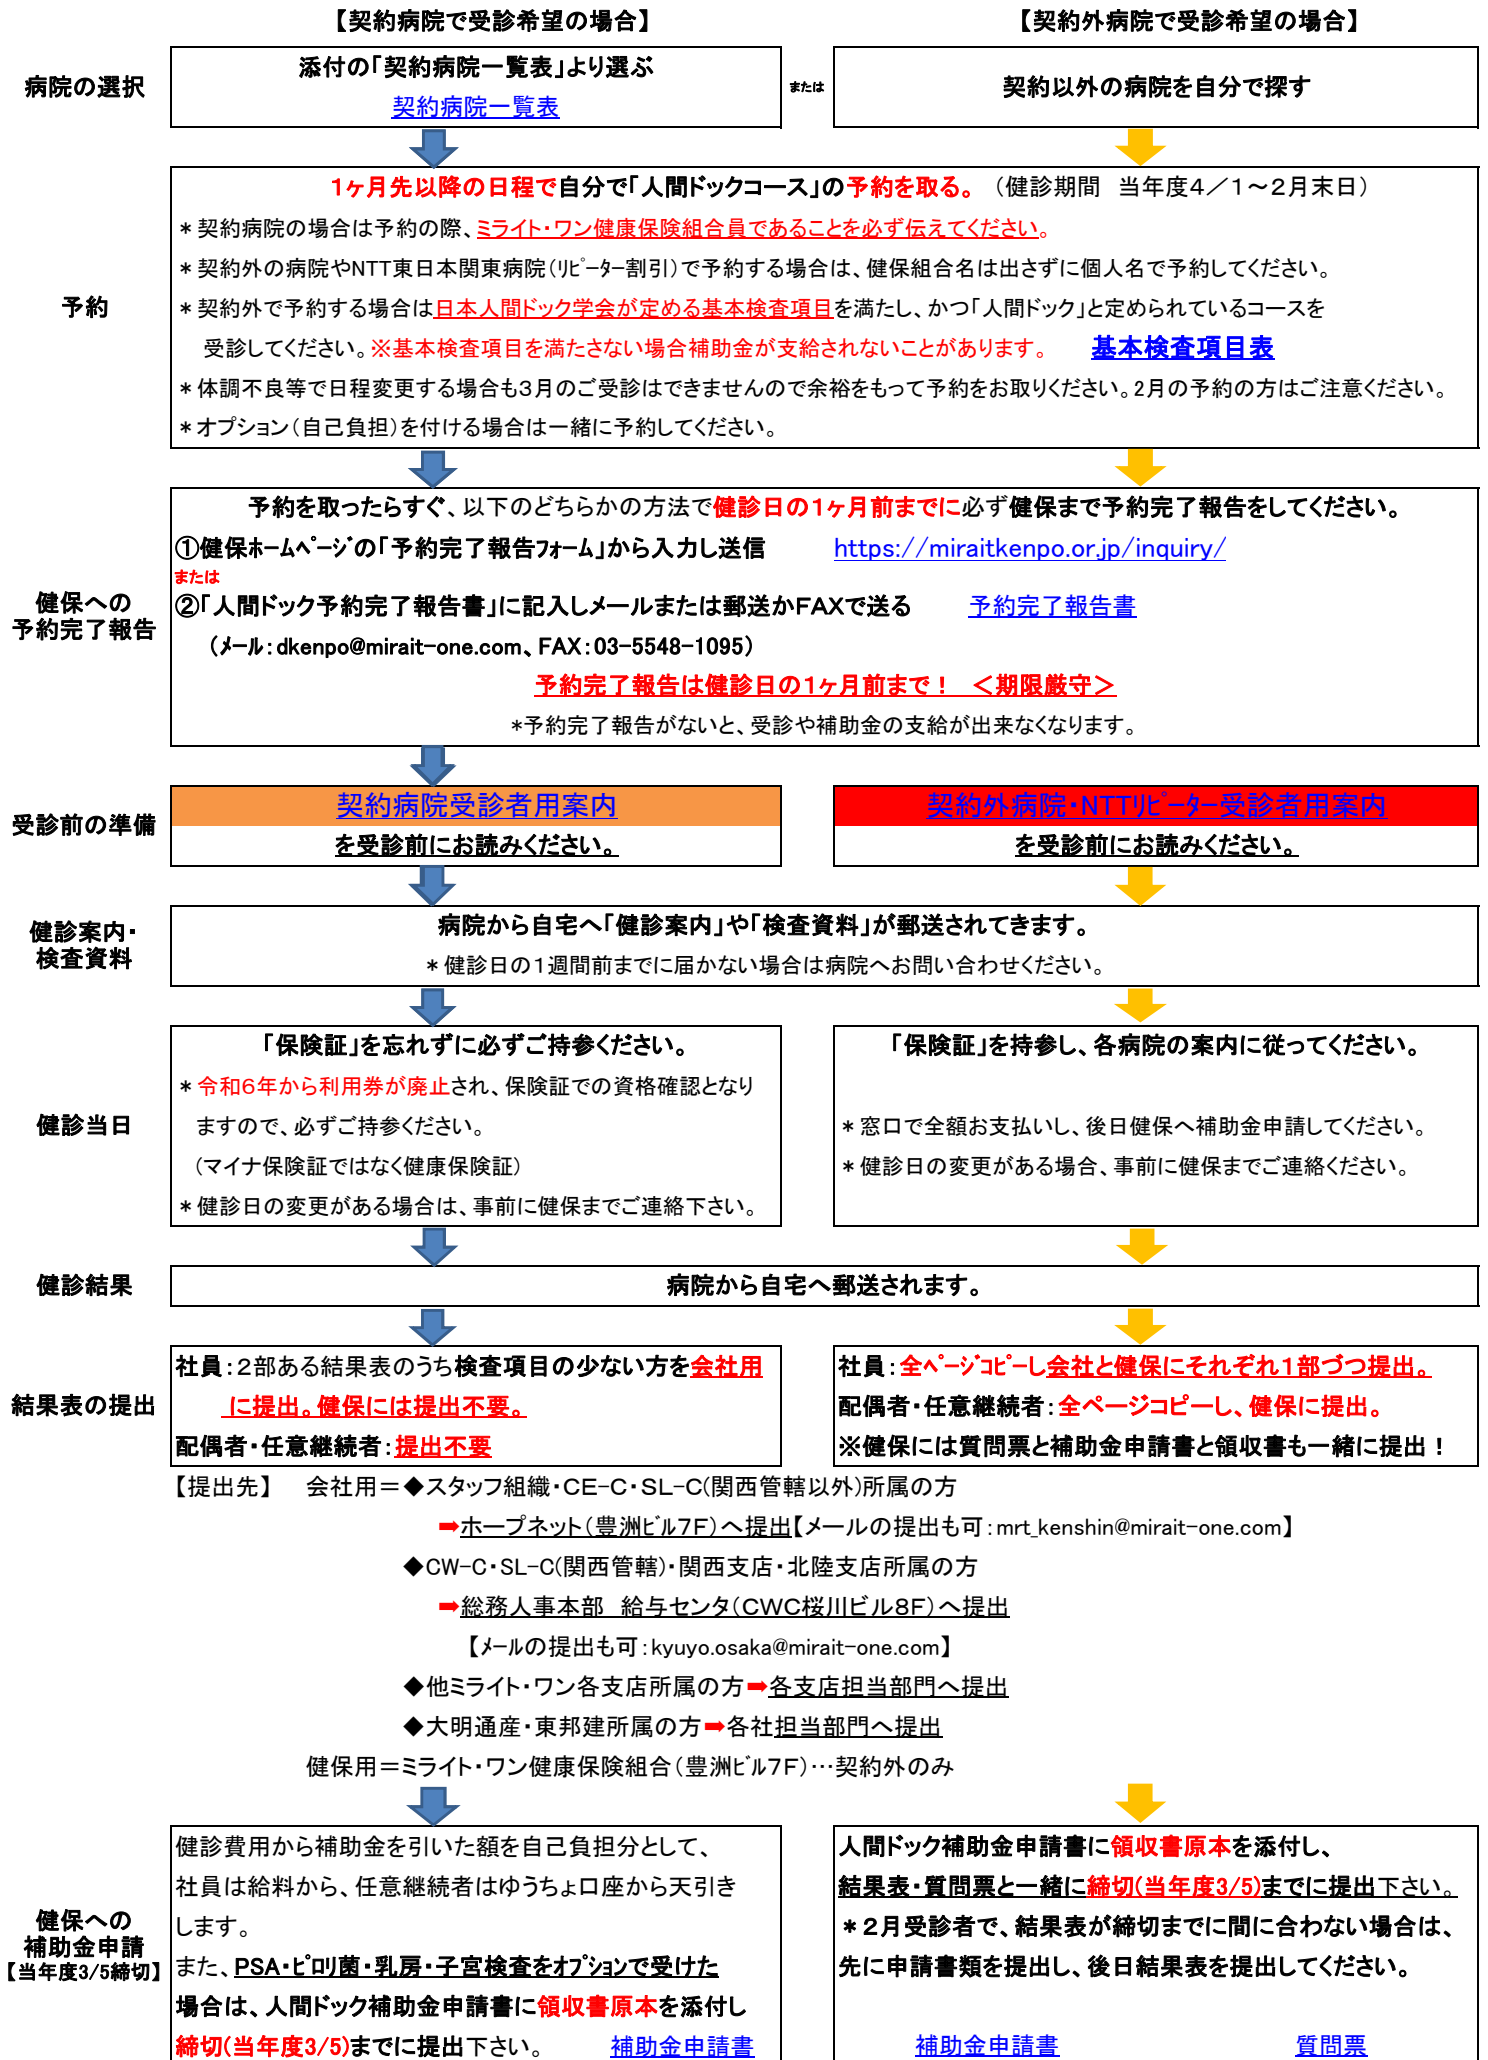 【契約病院で受診希望の場合】
【契約外病院で受診希望の場合】
病院の選択
添付の「契約病院一覧表」より選ぶ
契約病院一覧表
または
契約以外の病院を自分で探す
予約
1ヶ月先以降の日程で自分で「人間ドックコース」の予約を取る。（健診期間　当年度４／１～２月末日）
＊契約病院の場合は予約の際、ミライト・ワン健康保険組合員であることを必ず伝えてください。
＊契約外の病院やNTT東日本関東病院（ﾘﾋﾟｰﾀｰ割引）で予約する場合は、健保組合名は出さずに個人名で予約してください。
＊契約外で予約する場合は日本人間ドック学会が定める基本検査項目を満たし、かつ「人間ドック」と定められているコースを
受診してください。※基本検査項目を満たさない場合補助金が支給されないことがあります。　基本検査項目表
＊体調不良等で日程変更する場合も３月のご受診はできませんので余裕をもって予約をお取りください。2月の予約の方はご注意ください。
＊オプション（自己負担）を付ける場合は一緒に予約してください。
健保への
予約完了報告
予約を取ったらすぐ、以下のどちらかの方法で健診日の１ヶ月前までに必ず健保まで予約完了報告をしてください。
①健保ﾎｰﾑﾍﾟｰｼﾞの「予約完了報告ﾌｫｰﾑ」から入力し送信　https://miraitkenpo.or.jp/inquiry/
または
②「人間ドック予約完了報告書」に記入しメールまたは郵送かFAXで送る　予約完了報告書
（ﾒｰﾙ：dkenpo@mirait-one.com、FAX：03-5548-1095）
予約完了報告は健診日の１ヶ月前まで！　＜期限厳守＞
*予約完了報告がないと、受診や補助金の支給が出来なくなります。
受診前の準備
契約病院受診者用案内
を受診前にお読みください。
契約外病院・NTTﾘﾋﾟｰﾀｰ受診者用案内
を受診前にお読みください。
健診案内・
検査資料
病院から自宅へ「健診案内」や「検査資料」が郵送されてきます。
＊健診日の１週間前までに届かない場合は病院へお問い合わせください。
健診当日
「保険証」を忘れずに必ずご持参ください。
＊令和６年から利用券が廃止され、保険証での資格確認となり
ますので、必ずご持参ください。
（マイナ保険証ではなく健康保険証）
＊健診日の変更がある場合は、事前に健保までご連絡下さい。
「保険証」を持参し、各病院の案内に従ってください。
＊窓口で全額お支払いし、後日健保へ補助金申請してください。
＊健診日の変更がある場合、事前に健保までご連絡ください。
健診結果
病院から自宅へ郵送されます。
結果表の提出
社員：２部ある結果表のうち検査項目の少ない方を会社用
に提出。健保には提出不要。
配偶者・任意継続者：提出不要
社員：全ﾍﾟｰｼﾞｺﾋﾟｰし会社と健保にそれぞれ１部づつ提出。
配偶者・任意継続者：全ページコピーし、健保に提出。
※健保には質問票と補助金申請書と領収書も一緒に提出！
【提出先】　会社用＝◆スタッフ組織・CE-C・SL-C(関西管轄以外)所属の方
➡ホープネット（豊洲ﾋﾞﾙ7F）へ提出【メールの提出も可：mrt_kenshin@mirait-one.com】
◆CW-C・SL-C(関西管轄)・関西支店・北陸支店所属の方
➡総務人事本部　給与センタ（CWC桜川ビル８F）へ提出
【ﾒｰﾙの提出も可：kyuyo.osaka@mirait-one.com】
◆他ﾐﾗｲﾄ・ワン各支店所属の方➡各支店担当部門へ提出
◆大明通産・東邦建所属の方➡各社担当部門へ提出
健保用＝ﾐﾗｲﾄ・ワン健康保険組合（豊洲ﾋﾞﾙ7F）…契約外のみ
健保への
補助金申請
【当年度3/5締切】
健診費用から補助金を引いた額を自己負担分として、
社員は給料から、任意継続者はゆうちょ口座から天引き
します。
また、PSA・ﾋﾟﾛﾘ菌・乳房・子宮検査をｵﾌﾟｼｮﾝで受けた
場合は、人間ドック補助金申請書に領収書原本を添付し
締切(当年度3/5)までに提出下さい。　補助金申請書
人間ドック補助金申請書に領収書原本を添付し、
結果表・質問票と一緒に締切(当年度3/5)までに提出下さい。
＊２月受診者で、結果表が締切までに間に合わない場合は、
先に申請書類を提出し、後日結果表を提出してください。
補助金申請書　質問票